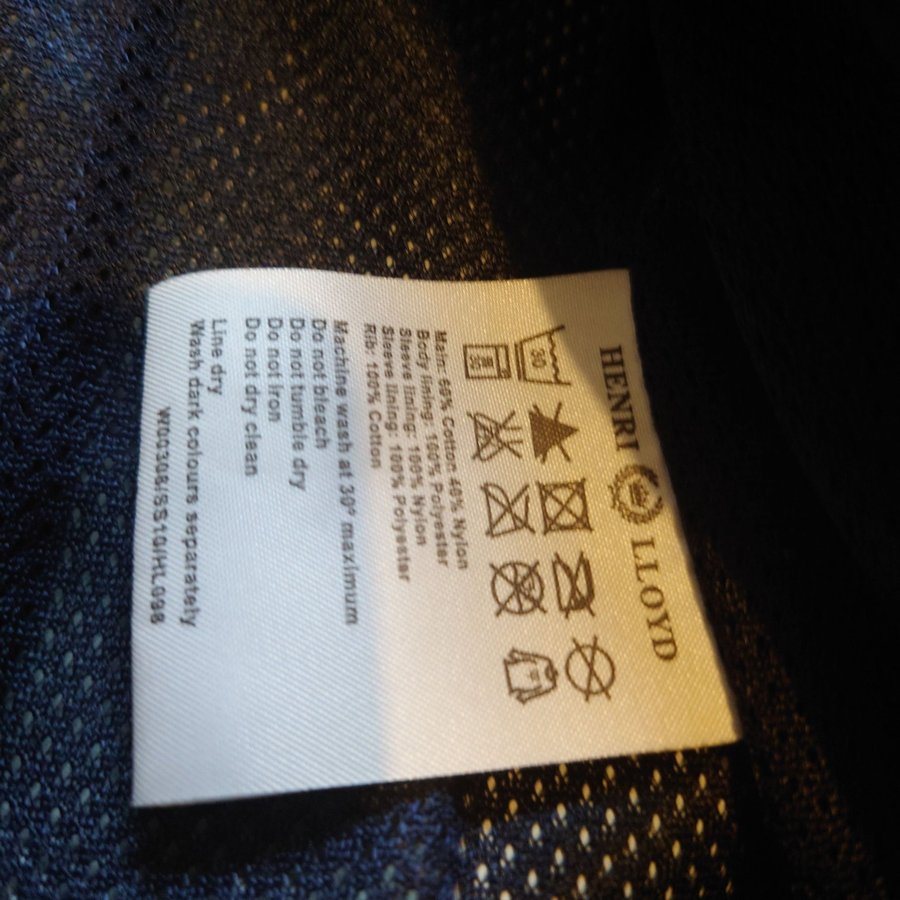 HENRI LLOYD
30
30
Main: 60% Cotton 40% Nylon
Body lining: 100% Polyester
Sleeve lining: 100% Nylon
Sleeve lining: 100% Polyester
Rib: 100% Cotton
Machine wash at 30° maximum
Do not bleach
Do not tumble dry
Do not iron
Do not dry clean
Line dry
Wash dark colours separately
W00308/SS10/HL098